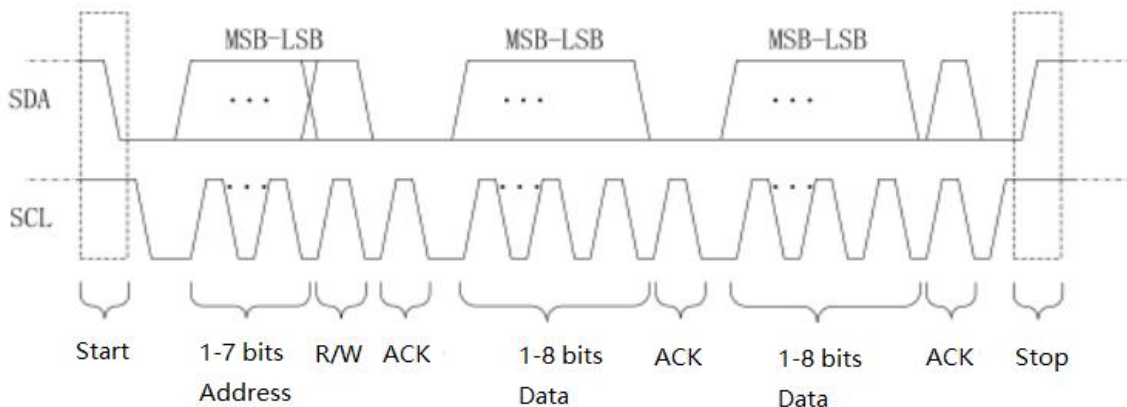 MSB-LSB MSB-LSB MSB-LSB
SDA
SCL
Start 1-7 bits R/W ACK 1-8 bits ACK 1-8 bits ACK Stop
Address Data Data